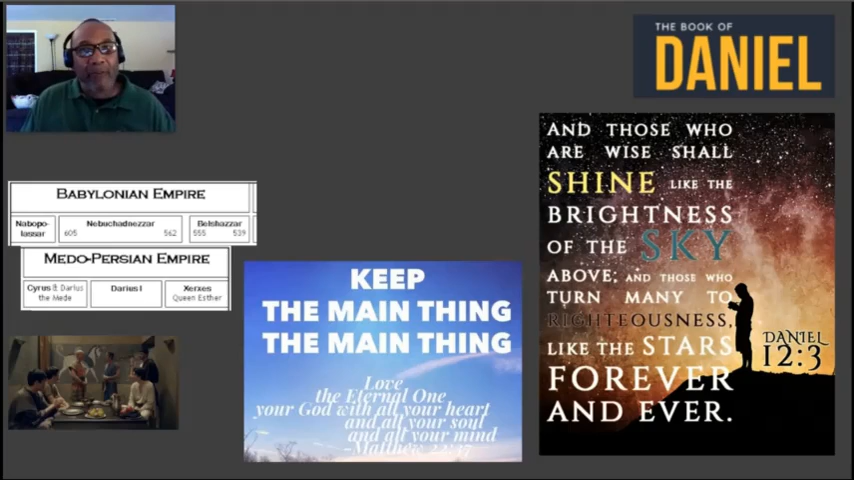 THE BOOK OF
DANIEL
AND THOSE WHO
ARE WISE SHALL
SHINE LIKE THE
BRIGHTNESS
OF THE SKY
ABOVE; AND THOSE WHO
TURN MANY TO
RIGHTEOUSNESS,
LIKE THE STARS
FOREVER
AND EVER.
DANIEL
12:3
BABYLONIAN EMPIRE
Nabopo-
lassar
Nebuchadnezzar
605 562
Belshazzar
555 539
MEDO-PERSIAN EMPIRE
Cyrus & Darius
the Mede
Darius I
Xerxes
Queen Esther
KEEP
THE MAIN THING
THE MAIN THING
Love
the Eternal One
your God with all your heart
and all your soul
and all your mind
-Matthew 22:37